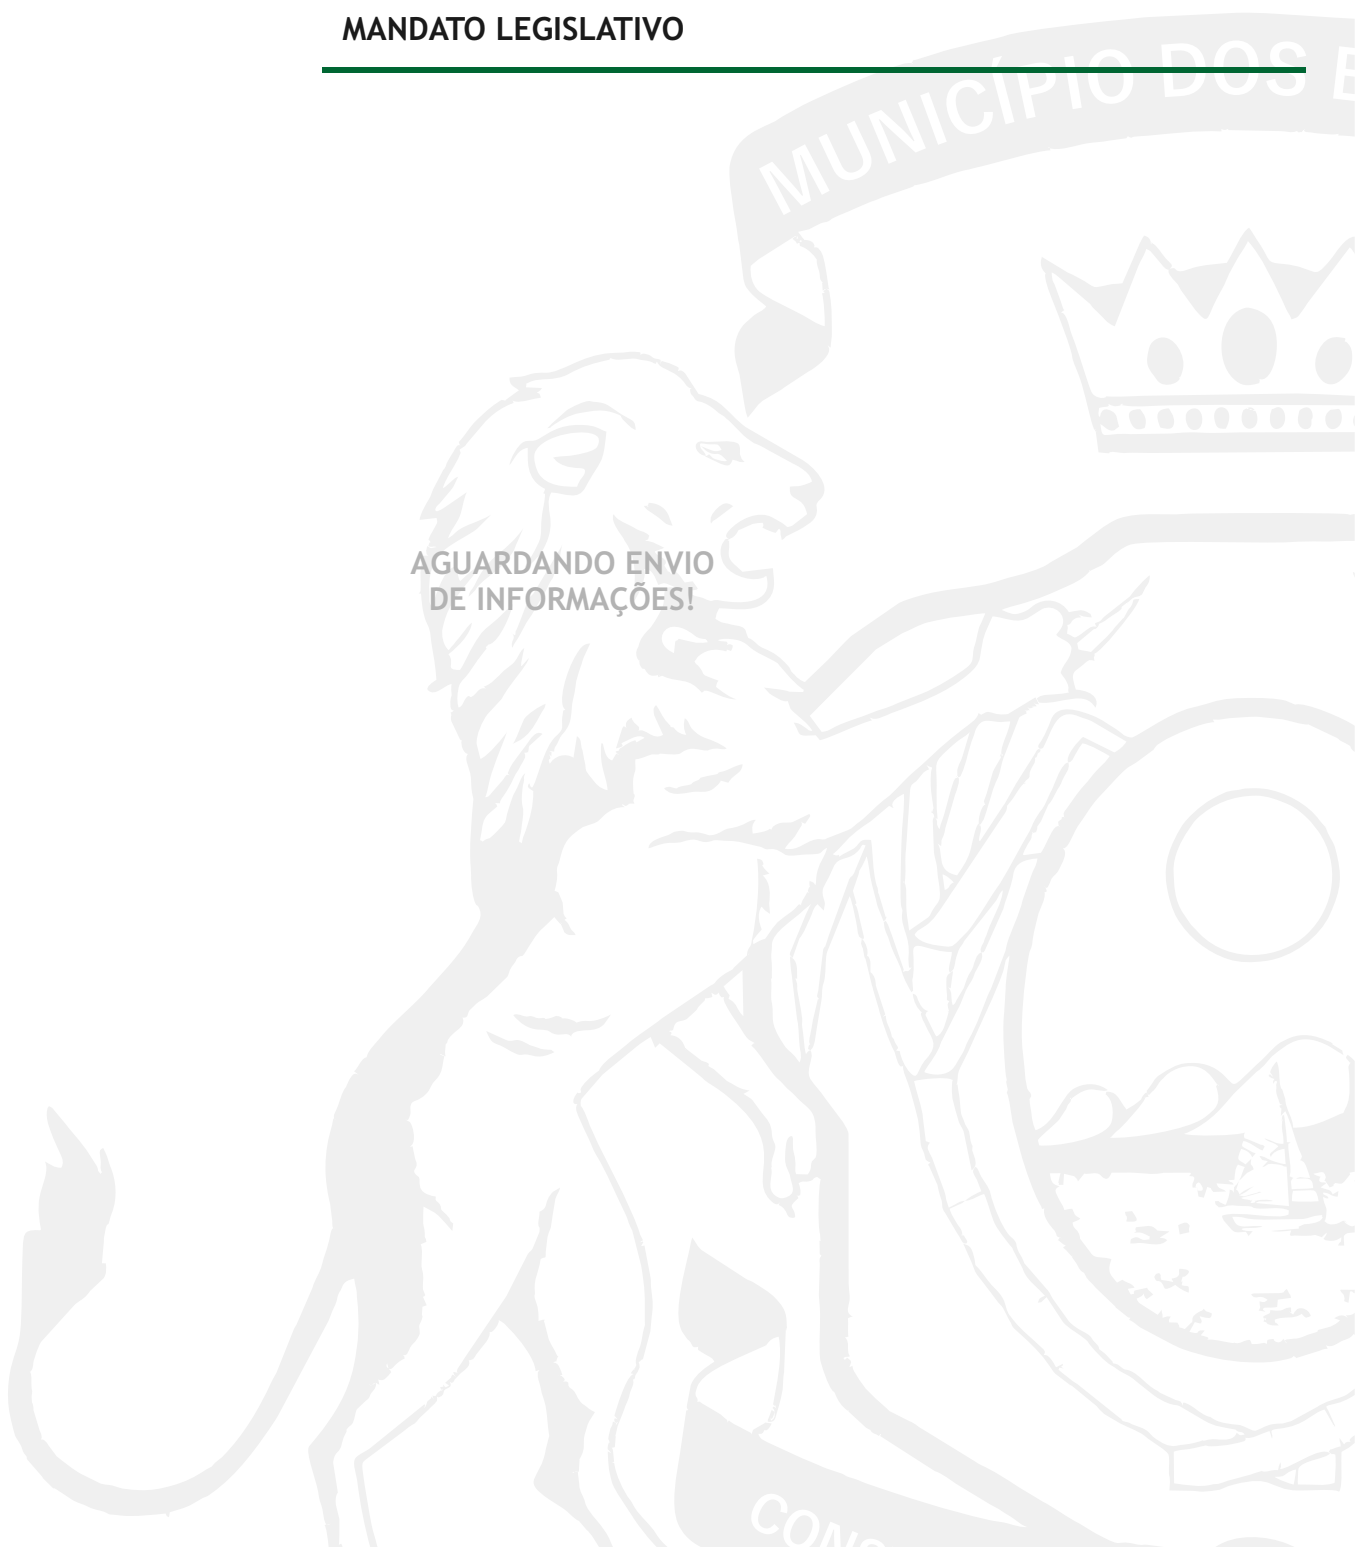 MANDATO LEGISLATIVO
MUNICÍPIO DOS
AGUARDANDO ENVIO
DE INFORMAÇÕES!